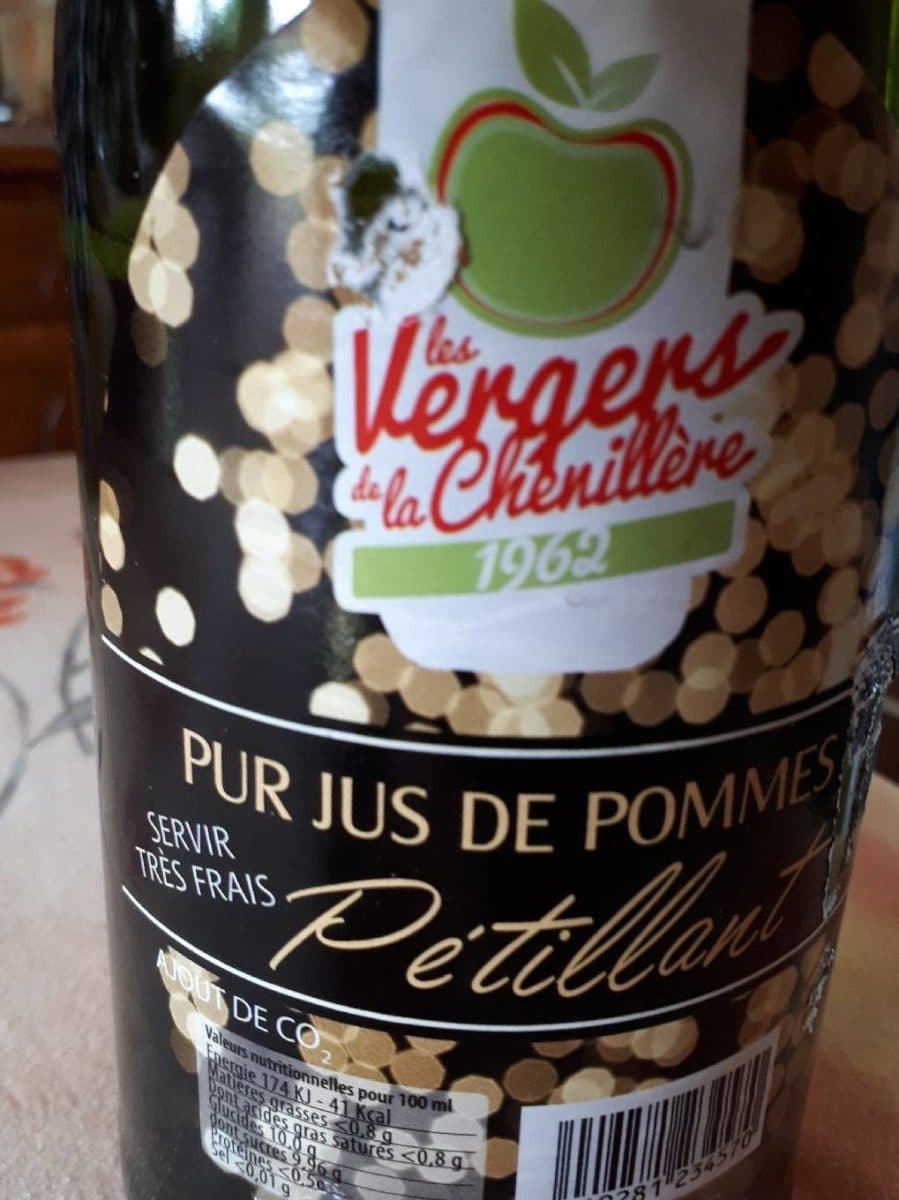 les
Vergers
de la Chenillère
1962
PUR JUS DE POMMES
SERVIR
TRÈS FRAIS
Pétillant
AJOUT DE CO2
Valeurs nutritionnelles pour 100 ml
Energie 174 KJ - 41 Kcal
Matières grasses <0,8 g
Dont acides gras saturés <0,8 g
Glucides 10,0 g
Dont sucres 9,96 g
Protéines <0,5g
Sel <0,01 g